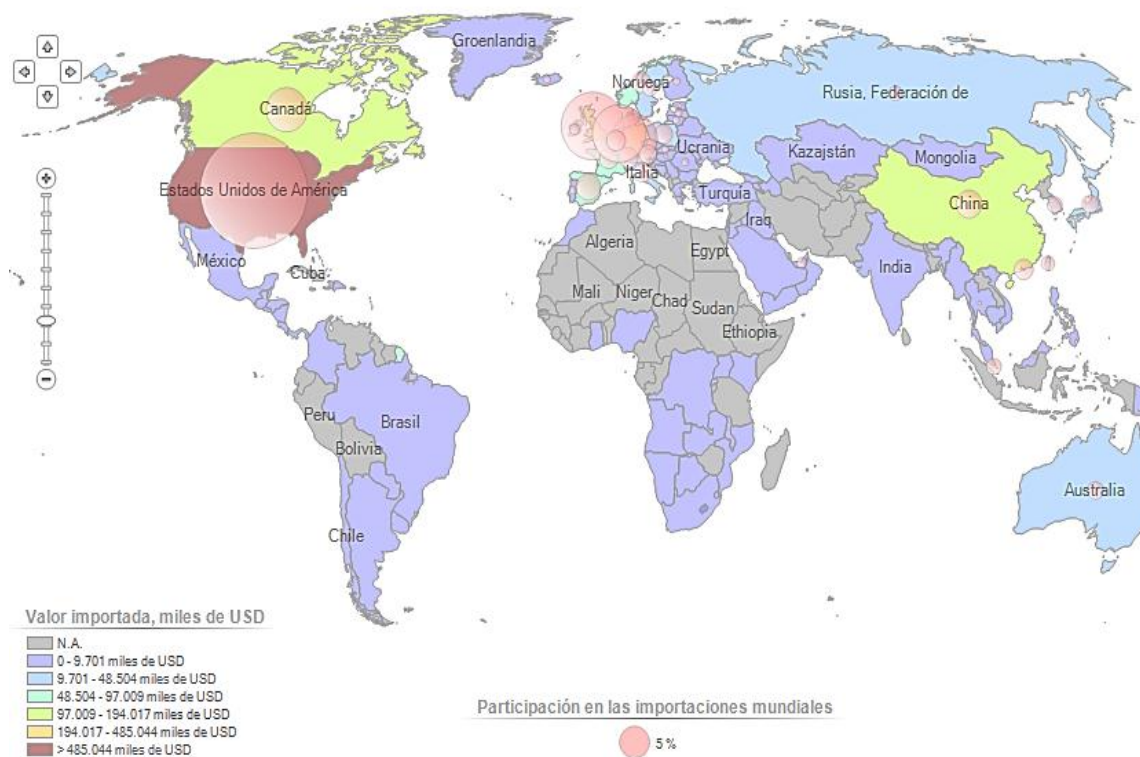 Groenlandia
Noruega
Rusia, Federación de
Canadá
Ucrania
Kazajstán
Mongolia
Estados Unidos de América
Italia
Turquía
China
México
Cuba
Algeria
Egypt
Iraq
India
Mali
Niger
Chad
Sudan
Ethiopia
Peru
Brasil
Bolivia
Australia
Chile
Valor importada, miles de USD
N.A.
0 - 9.701 miles de USD
9.701 - 48.504 miles de USD
48.504 - 97.009 miles de USD
97.009 - 194.017 miles de USD
194.017 - 485.044 miles de USD
> 485.044 miles de USD
Participación en las importaciones mundiales
5 %